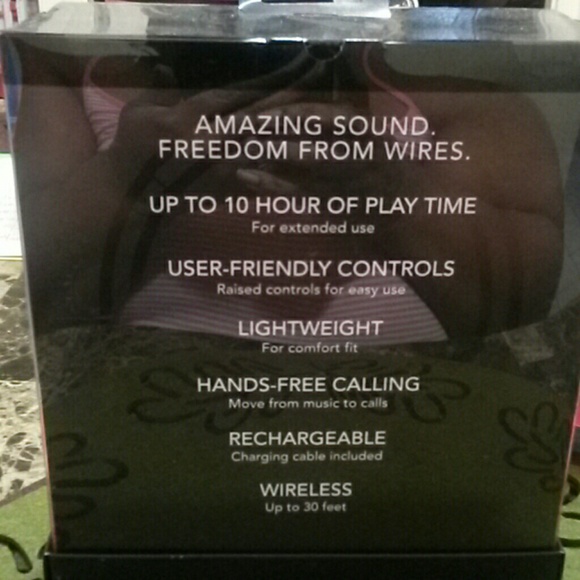 AMAZING SOUND.
FREEDOM FROM WIRES.
UP TO 10 HOUR OF PLAY TIME
For extended use
USER-FRIENDLY CONTROLS
Raised controls for easy use
LIGHTWEIGHT
For comfort fit
HANDS-FREE CALLING
Move from music to calls
RECHARGEABLE
Charging cable included
WIRELESS
Up to 30 feet